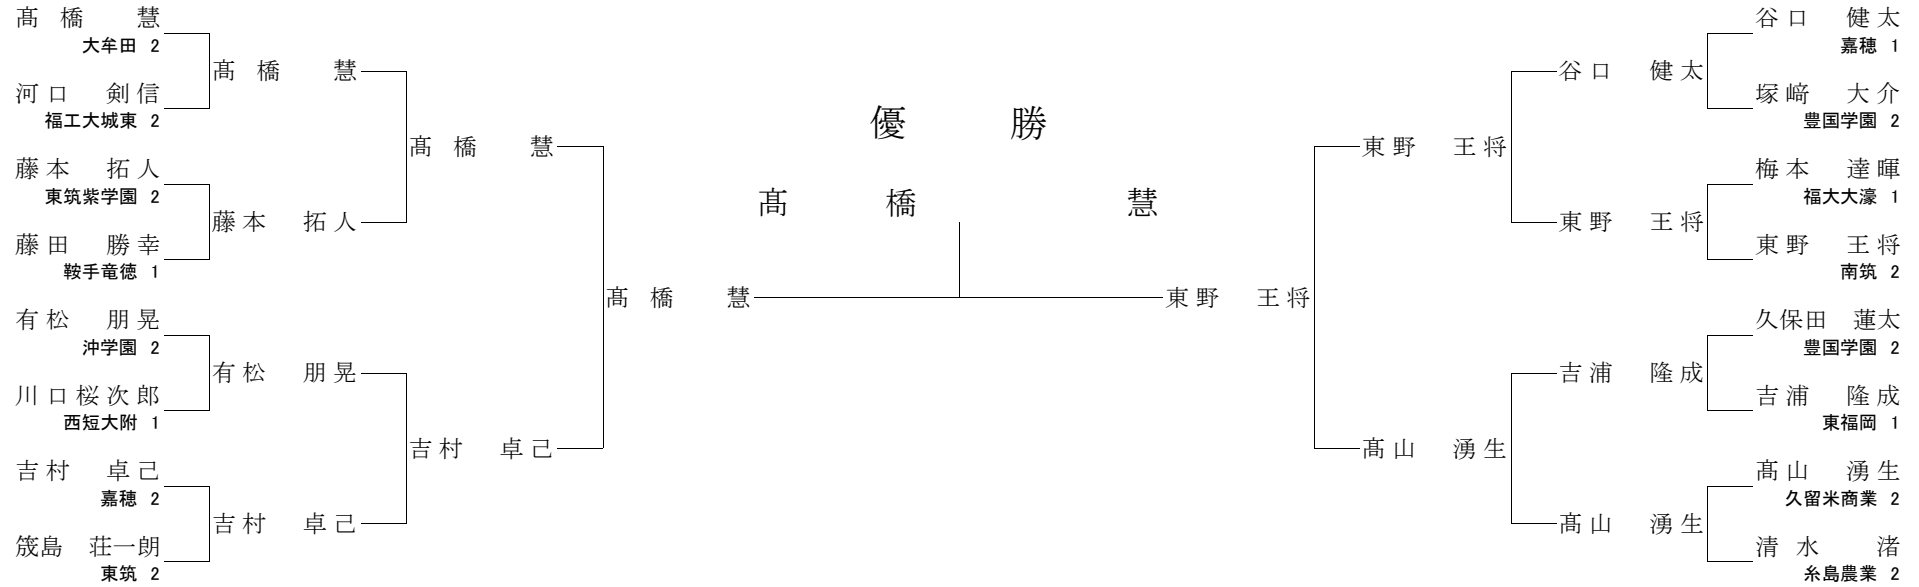 髙橋 慧
大牟田 2
河口 剣信
福工大城東 2
藤本 拓人
東筑紫学園 2
藤田 勝幸
鞍手竜徳 1
有松 朋晃
沖学園 2
川口桜次郎
西短大附 1
吉村 卓己
嘉穂 2
筬島 荘一朗
東筑 2
髙橋 慧
藤本 拓人
有松 朋晃
吉村 卓己
髙橋 慧
吉村 卓己
髙橋 慧
優勝
髙橋 慧
東野 王将
東野 王将
髙山 湧生
谷口 健太
東野 王将
吉浦 隆成
髙山 湧生
谷口 健太
嘉穂 1
塚﨑 大介
豊国学園 2
梅本 達暉
福大大濠 1
東野 王将
南筑 2
久保田 蓮太
豊国学園 2
吉浦 隆成
東福岡 1
髙山 湧生
久留米商業 2
清水 渚
糸島農業 2